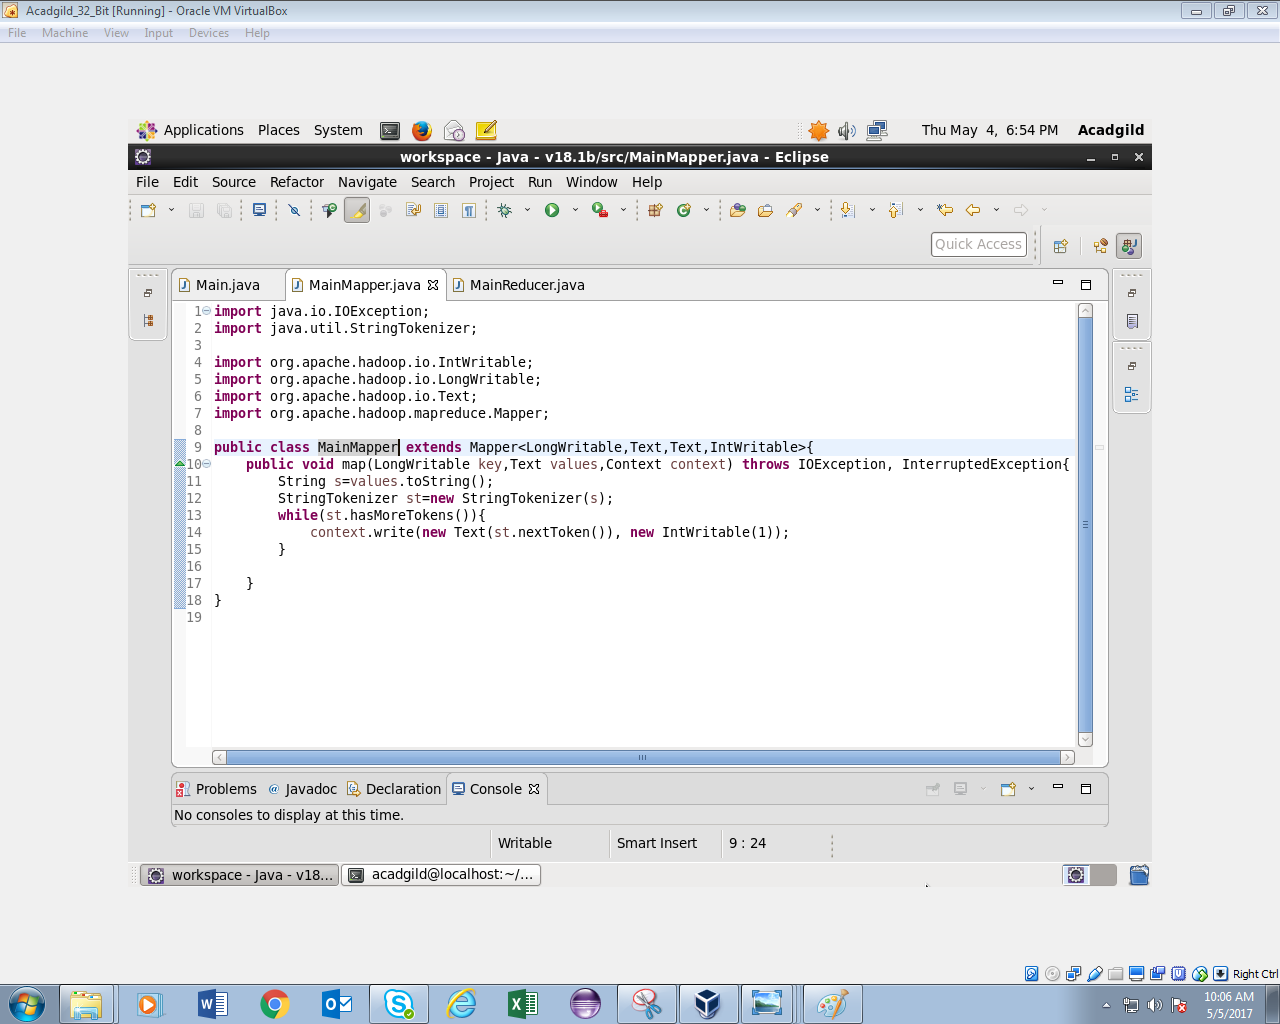 Acadgild_32_Bit [Running] - Oracle VM VirtualBox
File Machine View Input Devices Help
Applications Places System Thu May 4, 6:54 PM Acadgild
workspace - Java - v18.1b/src/MainMapper.java - Eclipse
File Edit Source Refactor Navigate Search Project Run Window Help
Quick Access
Main.java MainMapper.java MainReducer.java
1 import java.io.IOException;
2 import java.util.StringTokenizer;
3
4 import org.apache.hadoop.io.IntWritable;
5 import org.apache.hadoop.io.LongWritable;
6 import org.apache.hadoop.io.Text;
7 import org.apache.hadoop.mapreduce.Mapper;
8
9 public class MainMapper extends Mapper<LongWritable,Text,Text,IntWritable>{
10 public void map(LongWritable key,Text values,Context context) throws IOException, InterruptedException{
11 String s=values.toString();
12 StringTokenizer st=new StringTokenizer(s);
13 while(st.hasMoreTokens()){
14 context.write(new Text(st.nextToken()), new IntWritable(1));
15 }
16
17 }
18 }
19
Problems Javadoc Declaration Console
No consoles to display at this time.
Writable Smart Insert 9 : 24
workspace - Java - v18... acadgild@localhost:~/...
Right Ctrl
10:06 AM
5/5/2017